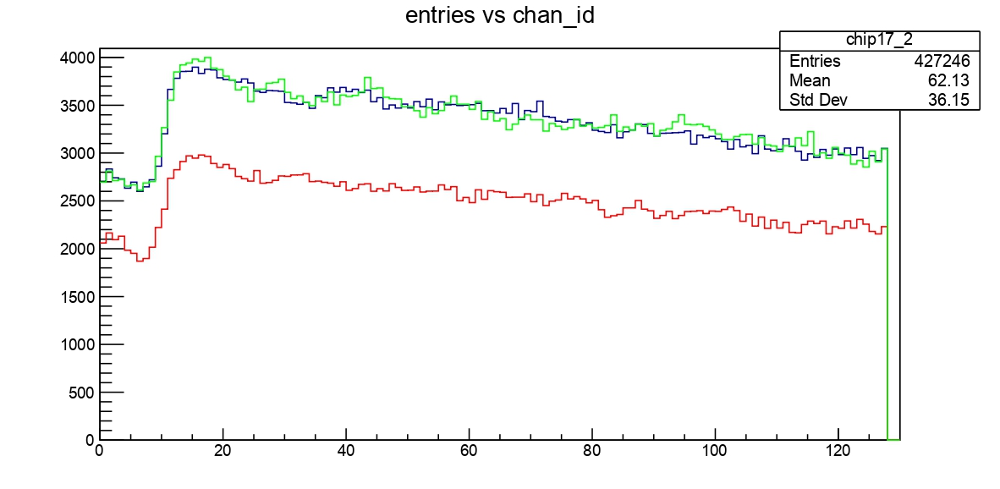 entries vs chan_id
chip17_2
Entries 427246
Mean 62.13
Std Dev 36.15
4000
3500
3000
2500
2000
1500
1000
500
0
0 20 40 60 80 100 120